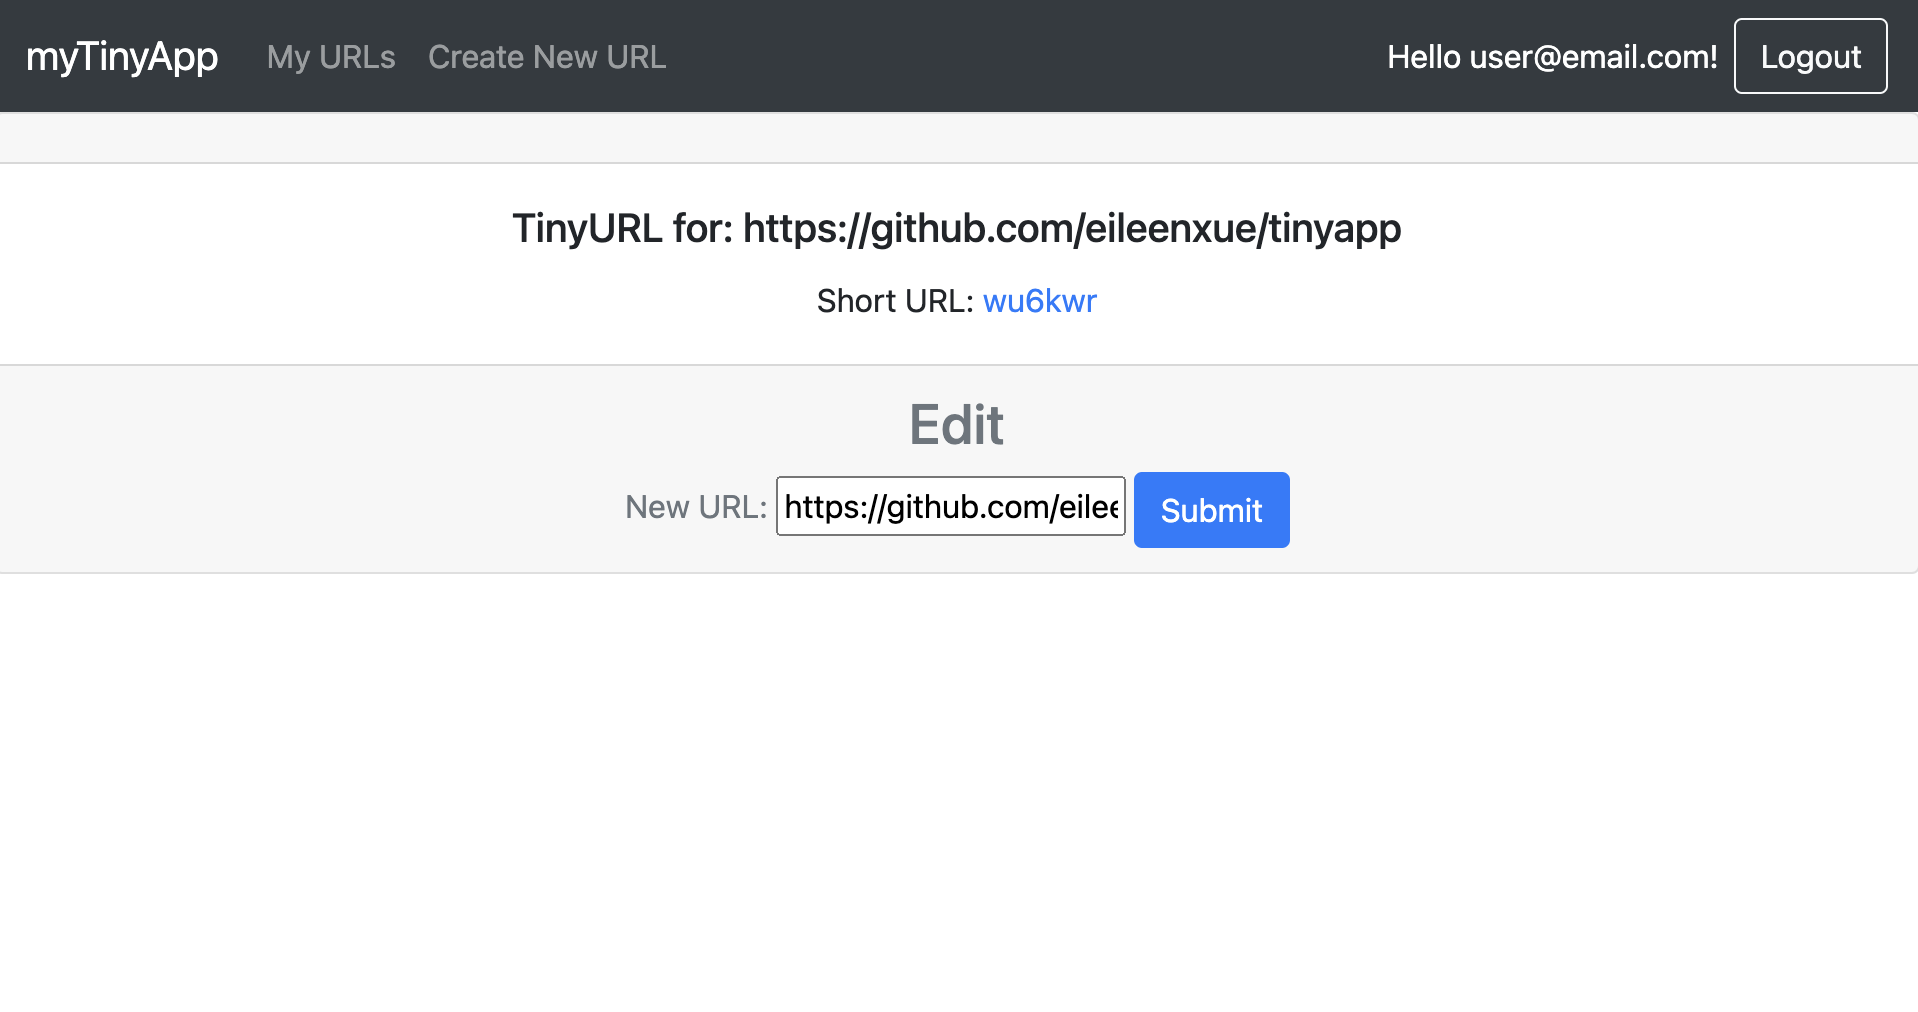 myTinyApp My URLs Create New URL Hello user@email.com! Logout
TinyURL for: https://github.com/eileenxue/tinyapp
Short URL: wu6kwr
Edit
New URL: https://github.com/eilee Submit